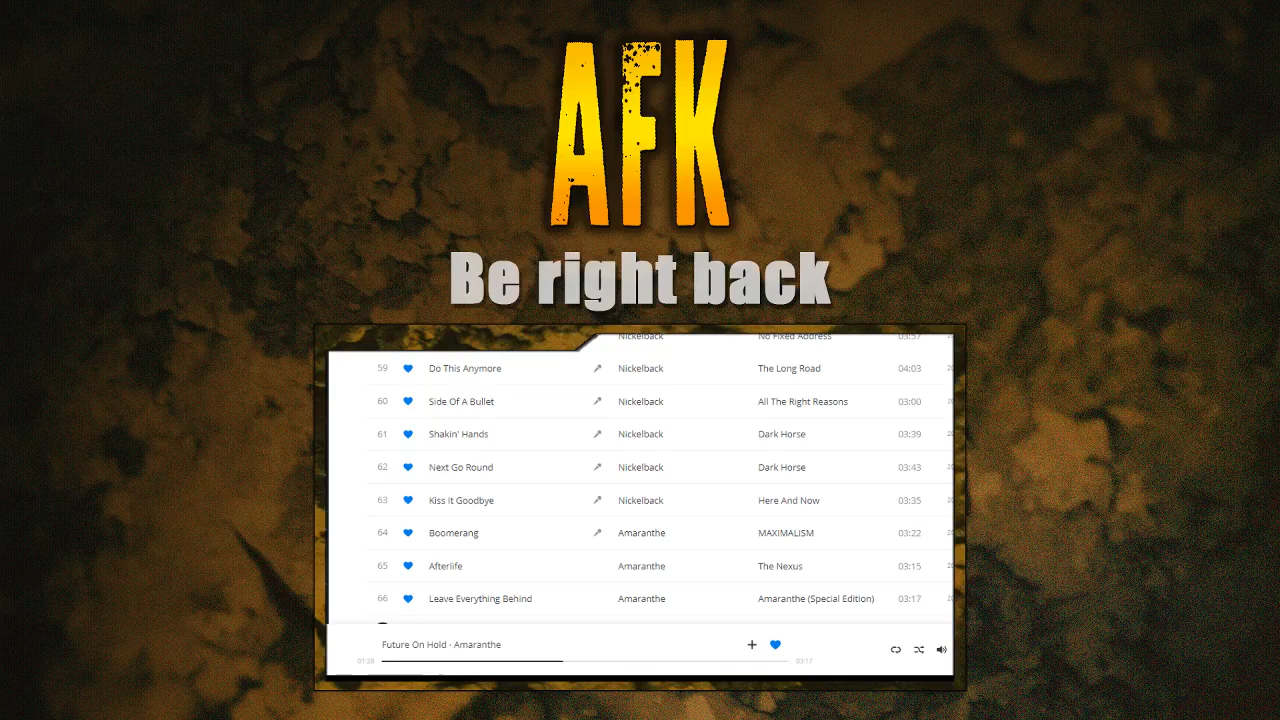 AFK
Be right back
Nickelback No Fixed Address 03:57
59 Do This Anymore Nickelback The Long Road 04:03
60 Side Of A Bullet Nickelback All The Right Reasons 03:00
61 Shakin' Hands Nickelback Dark Horse 03:39
62 Next Go Round Nickelback Dark Horse 03:43
63 Kiss It Goodbye Nickelback Here And Now 03:35
64 Boomerang Amaranthe MAXIMALISM 03:22
65 Afterlife Amaranthe The Nexus 03:15
66 Leave Everything Behind Amaranthe Amaranthe (Special Edition) 03:17
Future On Hold · Amaranthe
01:28 03:17